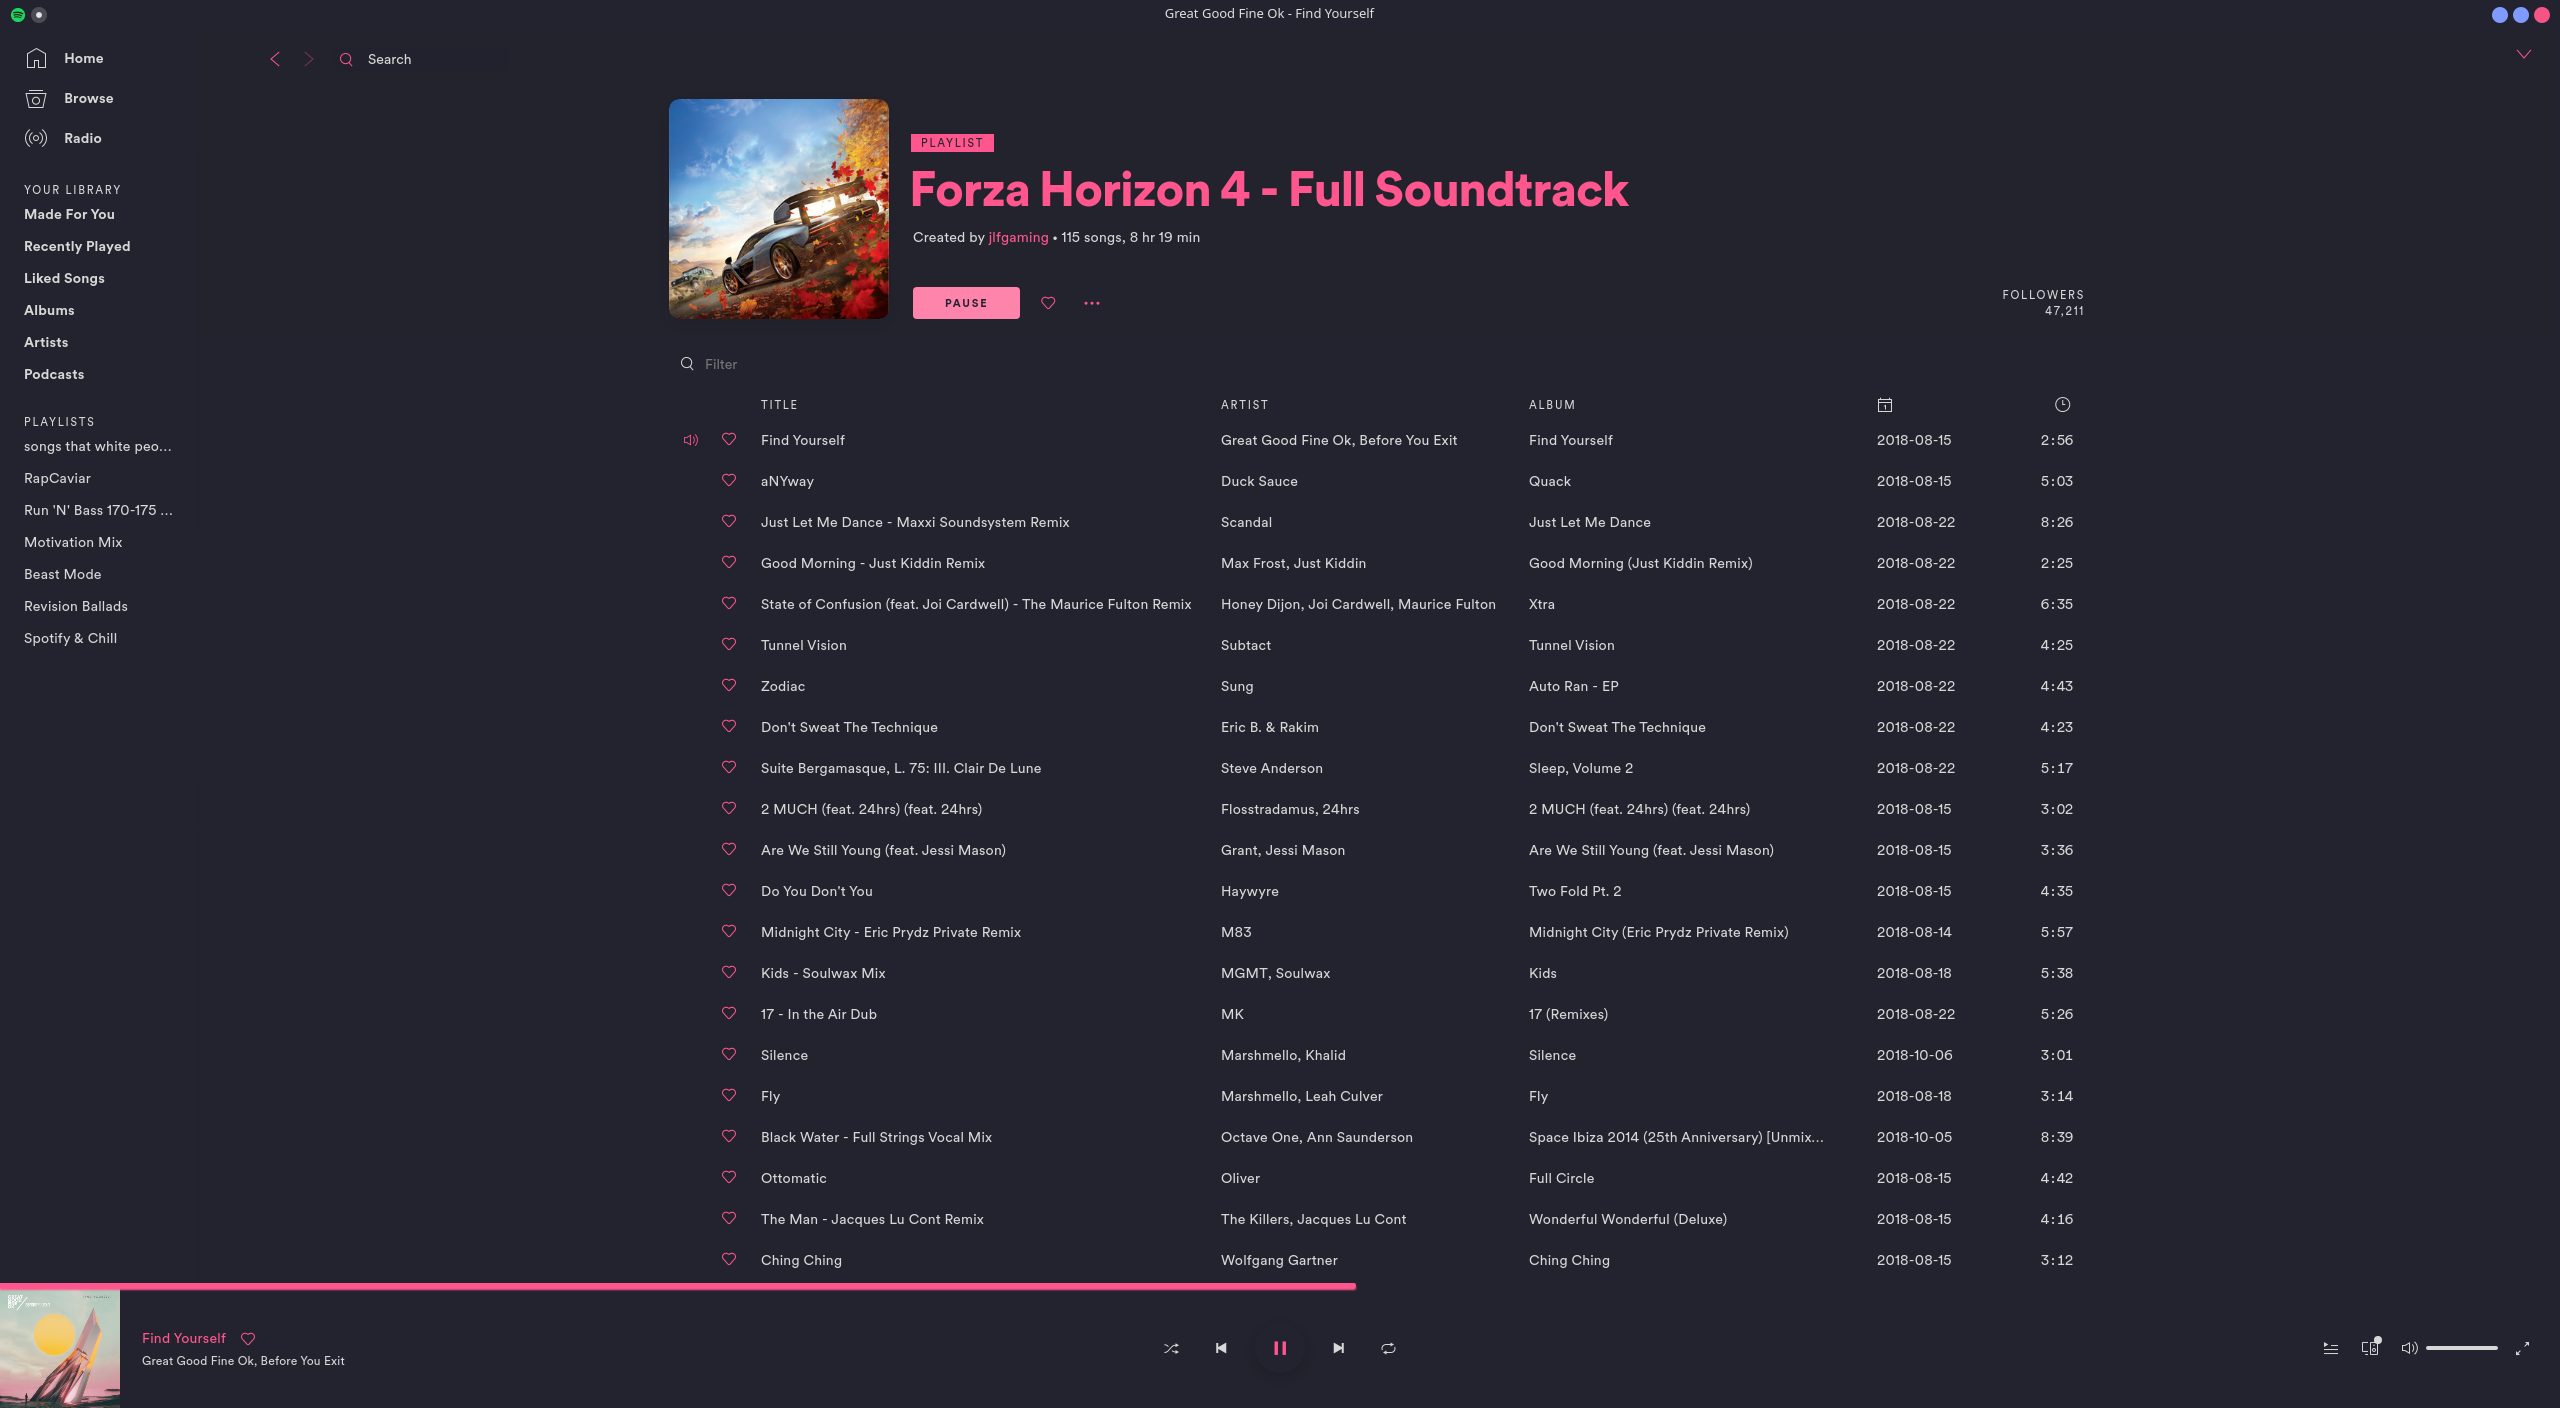 Great Good Fine Ok - Find Yourself
Home
Browse
Radio
YOUR LIBRARY
Made For You
Recently Played
Liked Songs
Albums
Artists
Podcasts
PLAYLISTS
songs that white peo...
RapCaviar
Run 'N' Bass 170-175 ...
Motivation Mix
Beast Mode
Revision Ballads
Spotify & Chill
Search
PLAYLIST
Forza Horizon 4 - Full Soundtrack
Created by jlfgaming • 115 songs, 8 hr 19 min
PAUSE
FOLLOWERS
47,211
Filter
TITLE ARTIST ALBUM
Find Yourself Great Good Fine Ok, Before You Exit Find Yourself 2018-08-15 2:56
aNYway Duck Sauce Quack 2018-08-15 5:03
Just Let Me Dance - Maxxi Soundsystem Remix Scandal Just Let Me Dance 2018-08-22 8:26
Good Morning - Just Kiddin Remix Max Frost, Just Kiddin Good Morning (Just Kiddin Remix) 2018-08-22 2:25
State of Confusion (feat. Joi Cardwell) - The Maurice Fulton Remix Honey Dijon, Joi Cardwell, Maurice Fulton Xtra 2018-08-22 6:35
Tunnel Vision Subtact Tunnel Vision 2018-08-22 4:25
Zodiac Sung Auto Ran - EP 2018-08-22 4:43
Don't Sweat The Technique Eric B. & Rakim Don't Sweat The Technique 2018-08-22 4:23
Suite Bergamasque, L. 75: III. Clair De Lune Steve Anderson Sleep, Volume 2 2018-08-22 5:17
2 MUCH (feat. 24hrs) (feat. 24hrs) Flosstradamus, 24hrs 2 MUCH (feat. 24hrs) (feat. 24hrs) 2018-08-15 3:02
Are We Still Young (feat. Jessi Mason) Grant, Jessi Mason Are We Still Young (feat. Jessi Mason) 2018-08-15 3:36
Do You Don't You Haywyre Two Fold Pt. 2 2018-08-15 4:35
Midnight City - Eric Prydz Private Remix M83 Midnight City (Eric Prydz Private Remix) 2018-08-14 5:57
Kids - Soulwax Mix MGMT, Soulwax Kids 2018-08-18 5:38
17 - In the Air Dub MK 17 (Remixes) 2018-08-22 5:26
Silence Marshmello, Khalid Silence 2018-10-06 3:01
Fly Marshmello, Leah Culver Fly 2018-08-18 3:14
Black Water - Full Strings Vocal Mix Octave One, Ann Saunderson Space Ibiza 2014 (25th Anniversary) [Unmix... 2018-10-05 8:39
Ottomatic Oliver Full Circle 2018-08-15 4:42
The Man - Jacques Lu Cont Remix The Killers, Jacques Lu Cont Wonderful Wonderful (Deluxe) 2018-08-15 4:16
Ching Ching Wolfgang Gartner Ching Ching 2018-08-15 3:12
Find Yourself
Great Good Fine Ok, Before You Exit